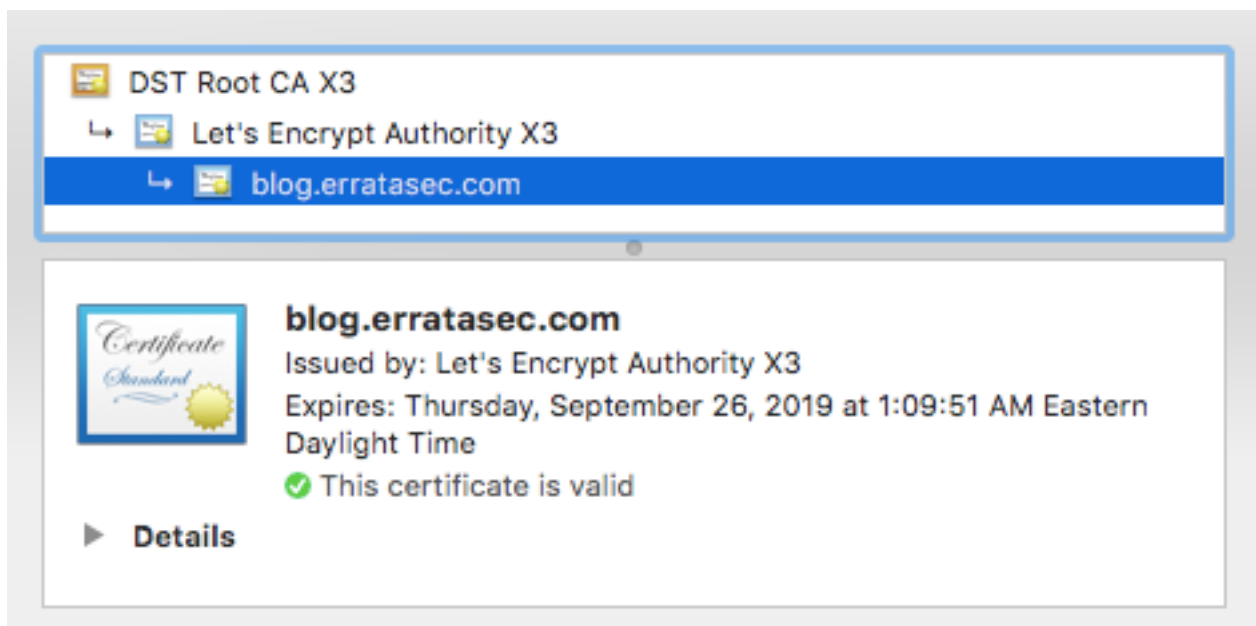 DST Root CA X3
Let's Encrypt Authority X3
blog.erratasec.com
Certificate
Standard
blog.erratasec.com
Issued by: Let's Encrypt Authority X3
Expires: Thursday, September 26, 2019 at 1:09:51 AM Eastern
Daylight Time
This certificate is valid
Details